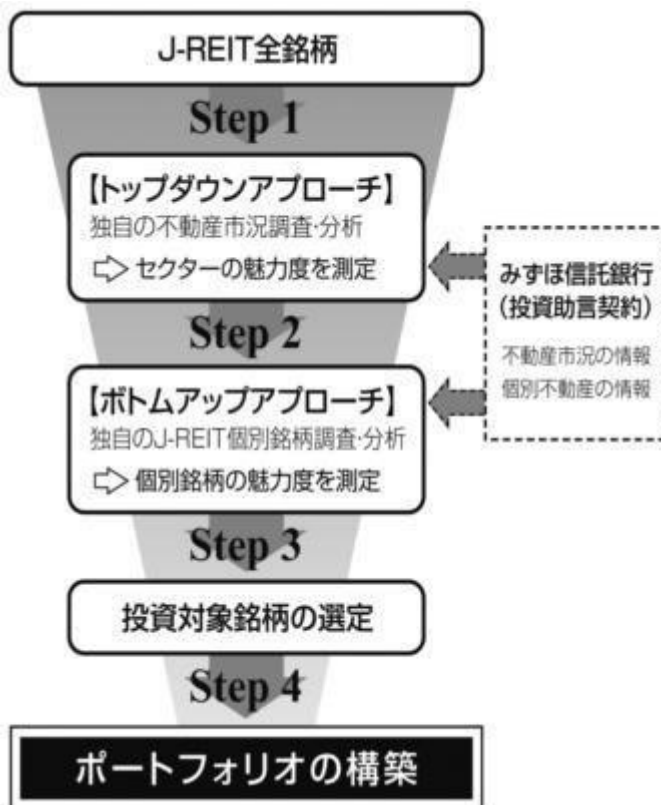 J-REIT全銘柄
Step 1
【トップダウンアプローチ】
独自の不動産市況調査・分析
⇨ セクターの魅力度を測定
Step 2
【ボトムアップアプローチ】
独自のJ-REIT個別銘柄調査・分析
⇨ 個別銘柄の魅力度を測定
みずほ信託銀行
(投資助言契約)
不動産市況の情報
個別不動産の情報
Step 3
投資対象銘柄の選定
Step 4
ポートフォリオの構築